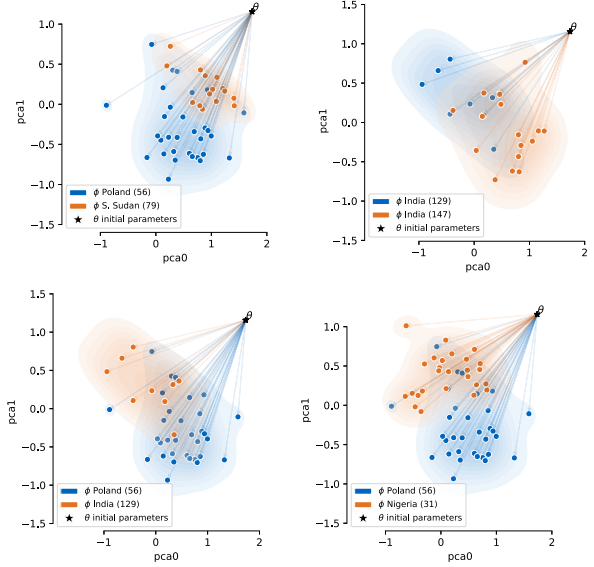 θ
1.0
0.5
0.0
−0.5
−1.0
−1.5
pca1
ϕ Poland (56)
ϕ S. Sudan (79)
θ initial parameters
−1
0
1
2
pca0
θ
1.5
1.0
0.5
0.0
−0.5
−1.0
−1.5
pca1
ϕ India (129)
ϕ India (147)
θ initial parameters
−1
0
1
2
pca0
θ
1.5
1.0
0.5
0.0
−0.5
−1.0
−1.5
pca1
ϕ Poland (56)
ϕ India (129)
θ initial parameters
−1
0
1
2
pca0
θ
1.0
0.5
0.0
−0.5
−1.0
−1.5
pca1
ϕ Poland (56)
ϕ Nigeria (31)
θ initial parameters
−1
0
1
2
pca0